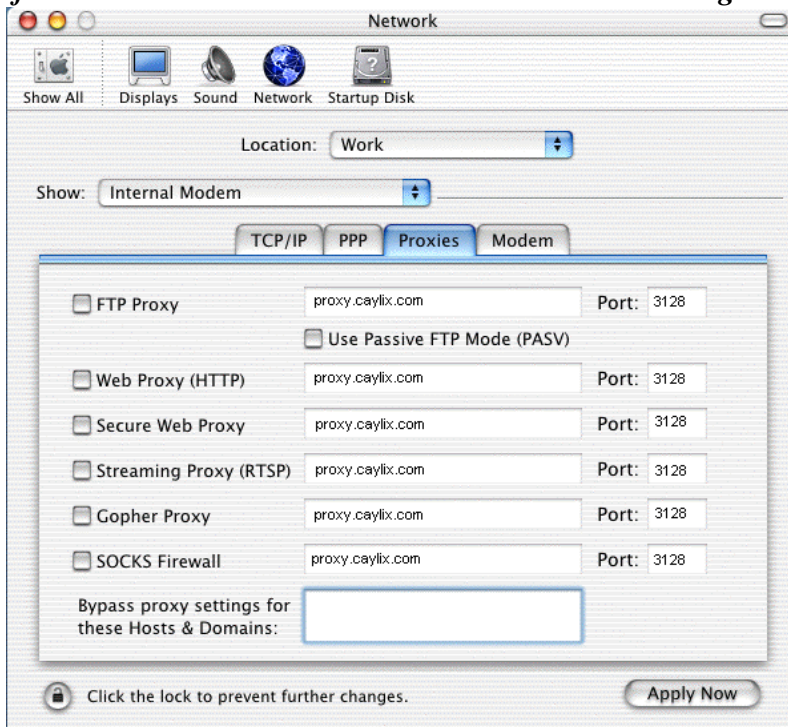 Network
Show All Displays Sound Network Startup Disk
Location: Work
Show: Internal Modem
TCP/IP PPP Proxies Modem
FTP Proxy proxy.caylix.com Port: 3128
Use Passive FTP Mode (PASV)
Web Proxy (HTTP) proxy.caylix.com Port: 3128
Secure Web Proxy proxy.caylix.com Port: 3128
Streaming Proxy (RTSP) proxy.caylix.com Port: 3128
Gopher Proxy proxy.caylix.com Port: 3128
SOCKS Firewall proxy.caylix.com Port: 3128
Bypass proxy settings for
these Hosts & Domains:
Click the lock to prevent further changes. Apply Now